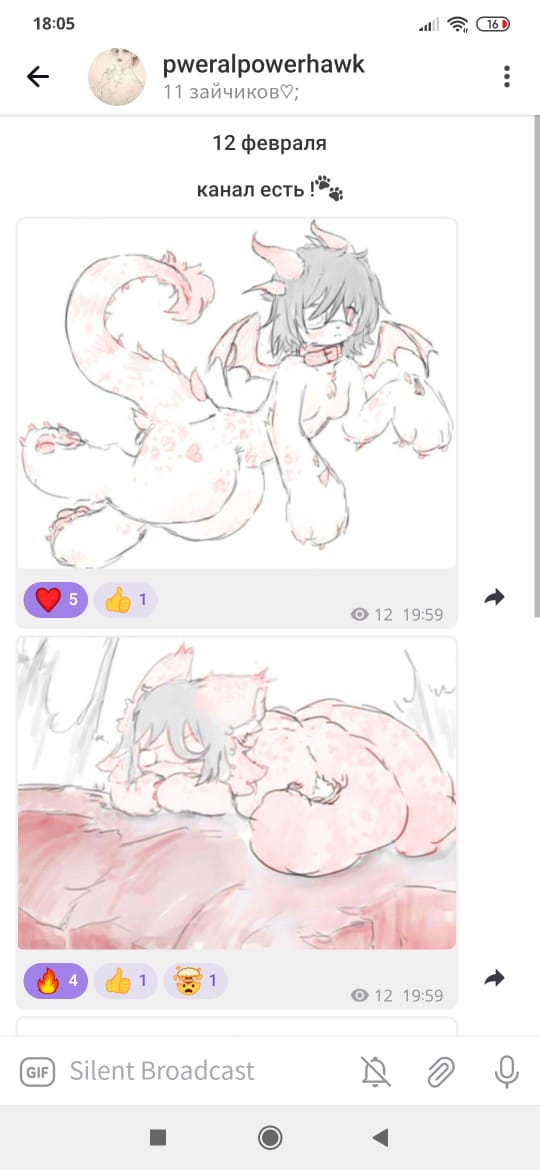 18:05
16
pweralpowerhawk
11 зайчиков♡;
12 февраля
канал есть !🐾
5
1
12 19:59
4
1
1
12 19:59
GIF
Silent Broadcast